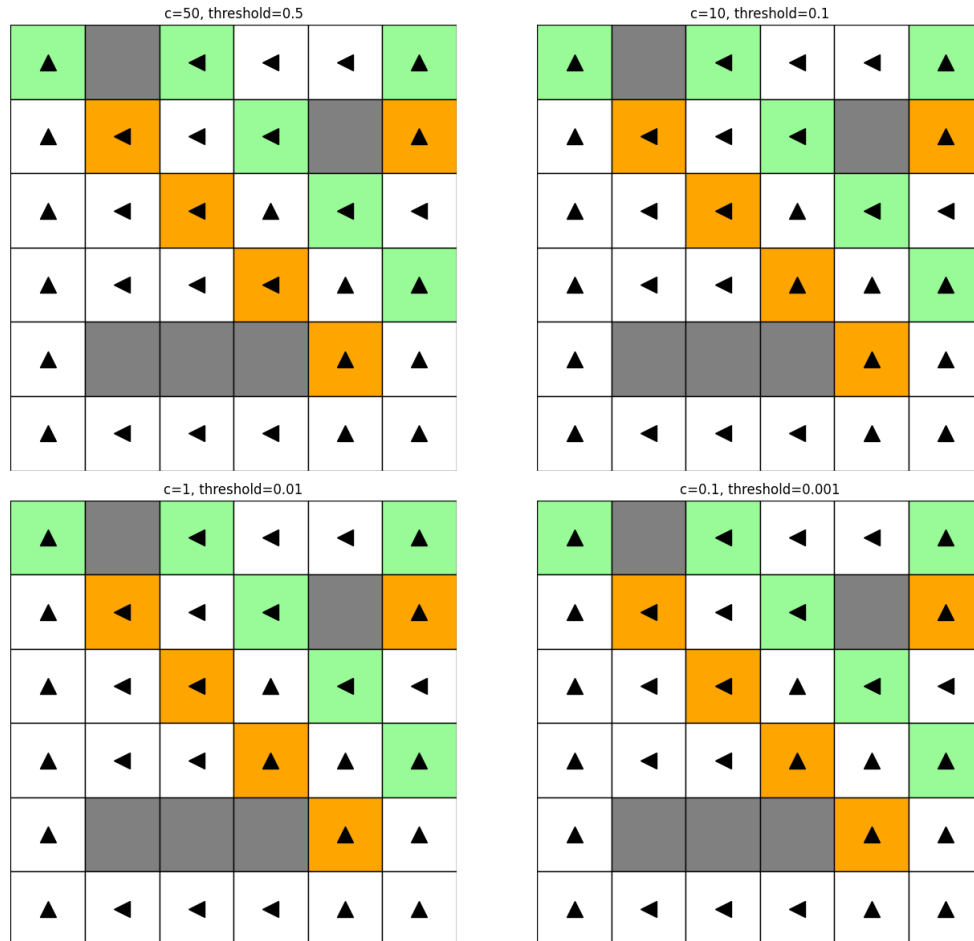 c=50, threshold=0.5
c=10, threshold=0.1
c=1, threshold=0.01
c=0.1, threshold=0.001